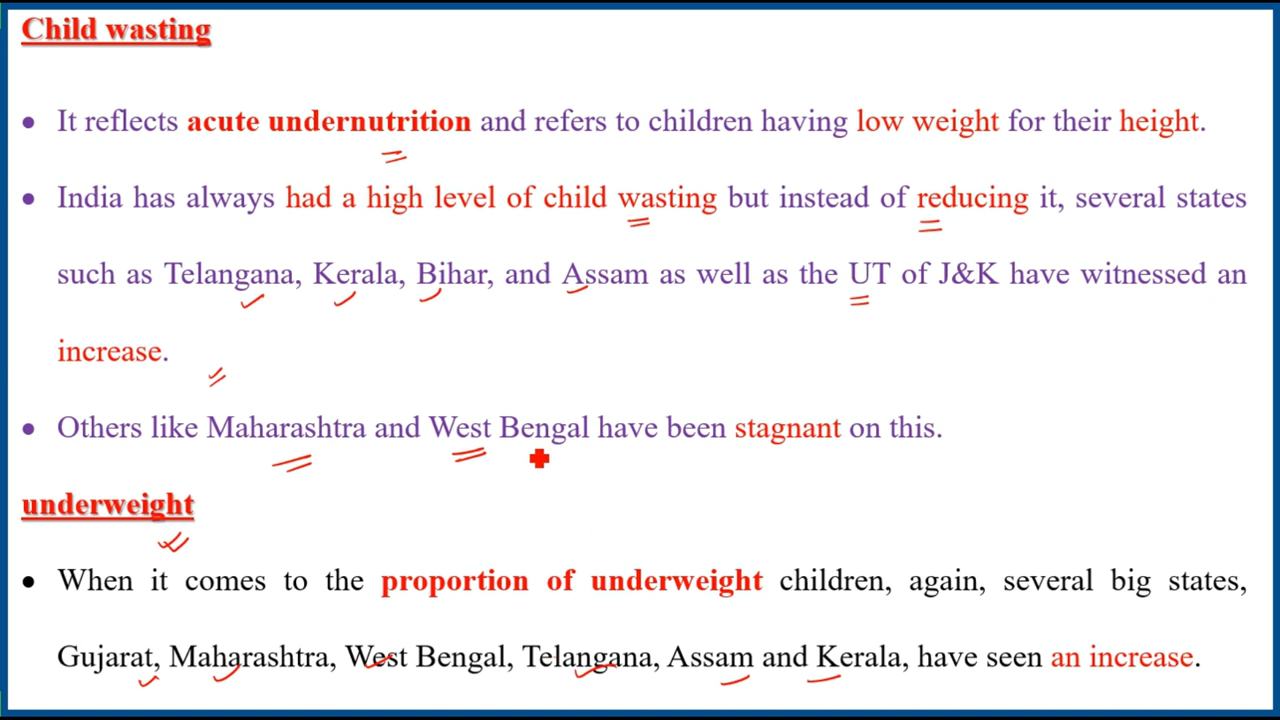 Child wasting
• It reflects acute undernutrition and refers to children having low weight for their height.
• India has always had a high level of child wasting but instead of reducing it, several states
such as Telangana, Kerala, Bihar, and Assam as well as the UT of J&K have witnessed an
increase.
• Others like Maharashtra and West Bengal have been stagnant on this.
underweight
• When it comes to the proportion of underweight children, again, several big states,
Gujarat, Maharashtra, West Bengal, Telangana, Assam and Kerala, have seen an increase.